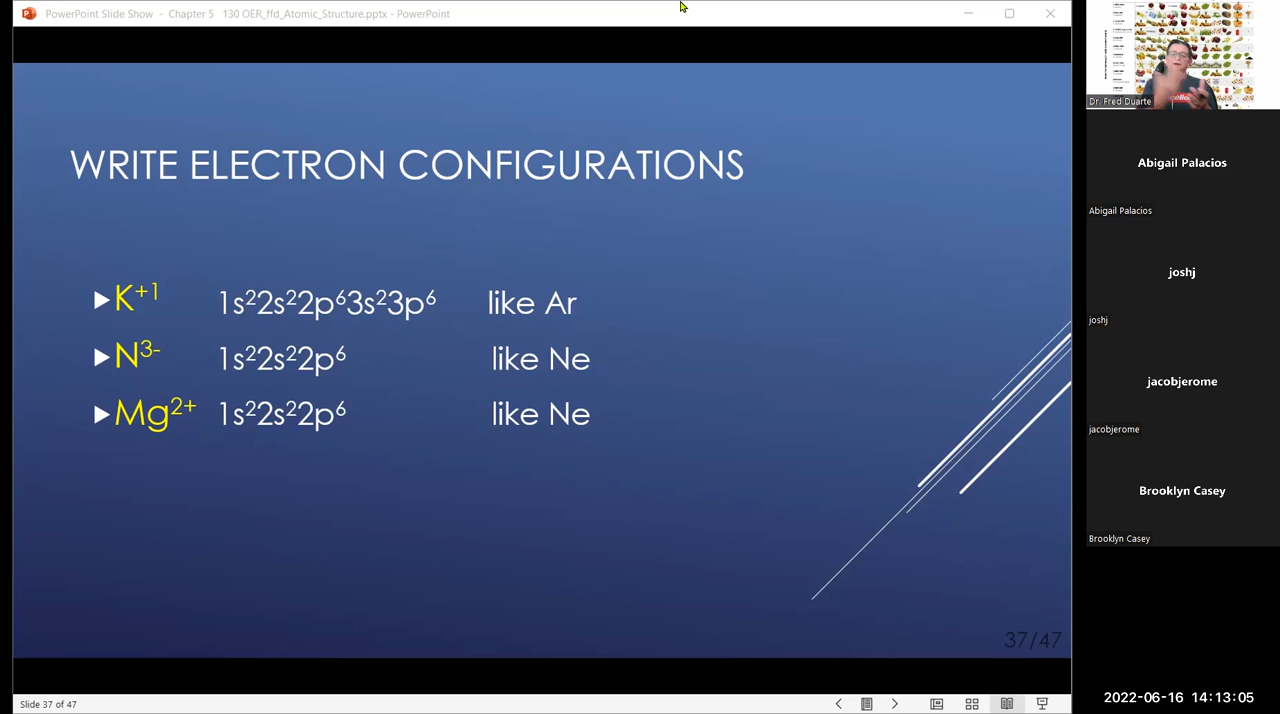 PowerPoint Slide Show - Chapter 5 130 OER_ffd_Atomic_Structure.pptx - PowerPoint
WRITE ELECTRON CONFIGURATIONS
K⁺¹ 1s²2s²2p⁶3s²3p⁶ like Ar
N³⁻ 1s²2s²2p⁶ like Ne
Mg²⁺ 1s²2s²2p⁶ like Ne
37/47
Slide 37 of 47
Dr. Fred Duarte
Abigail Palacios
Abigail Palacios
joshj
joshj
jacobjerome
jacobjerome
Brooklyn Casey
Brooklyn Casey
2022-06-16 14:13:05